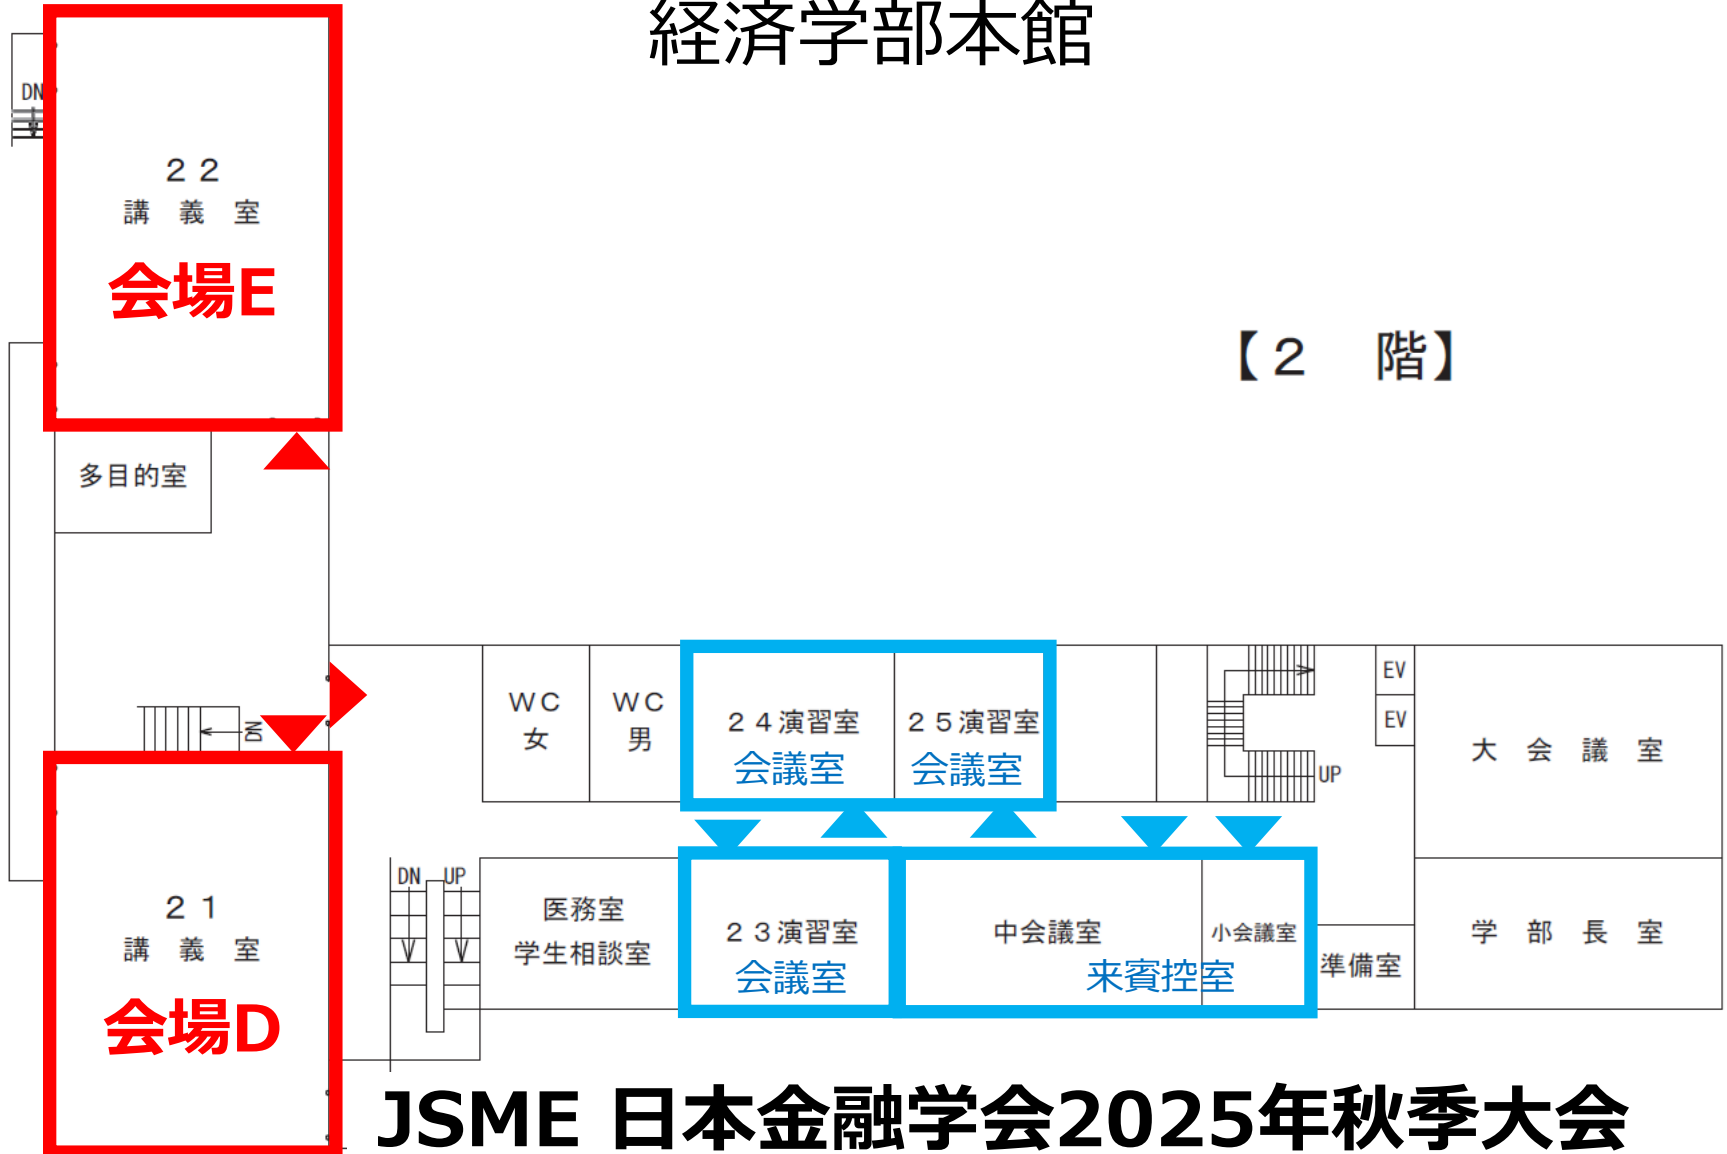 経済学部本館
DN
２２
講義室
会場E
【２　階】
多目的室
DN
WC
女
WC
男
２４演習室
会議室
２５演習室
会議室
EV
EV
UP
大会議室
２１
講義室
会場D
DN
UP
医務室
学生相談室
２３演習室
会議室
中会議室
小会議室
来賓控室
準備室
学部長室
JSME 日本金融学会2025年秋季大会